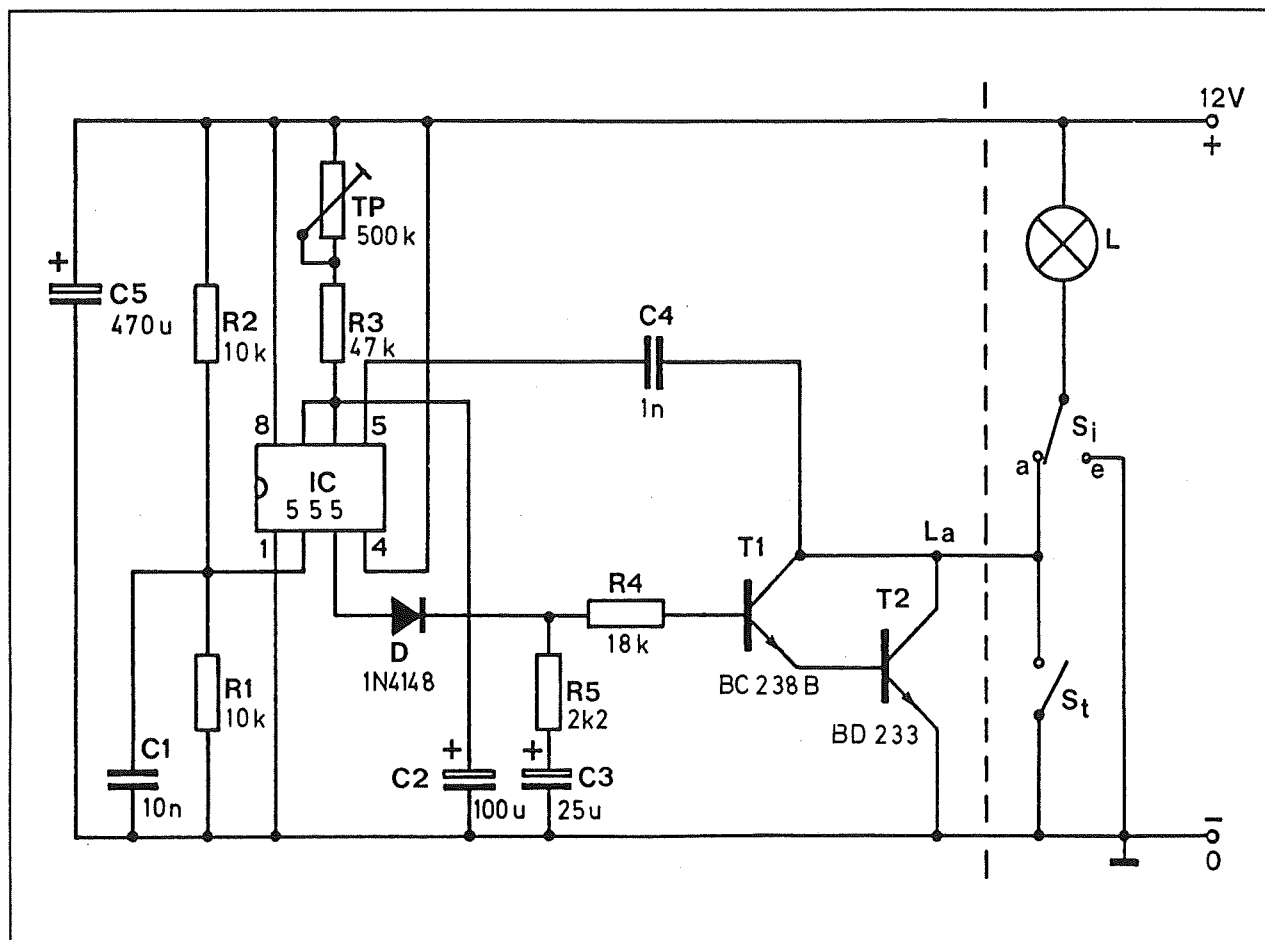 12V
+
TP
500k
L
+
C5
470u
R2
10k
R3
47k
C4
1n
8
5
Si
a
e
IC
555
1
4
La
T1
R4
18k
T2
D
1N4148
R1
10k
R5
2k2
BC 238B
St
BD 233
C1
10n
+
C2
100u
+
C3
25u
–
0